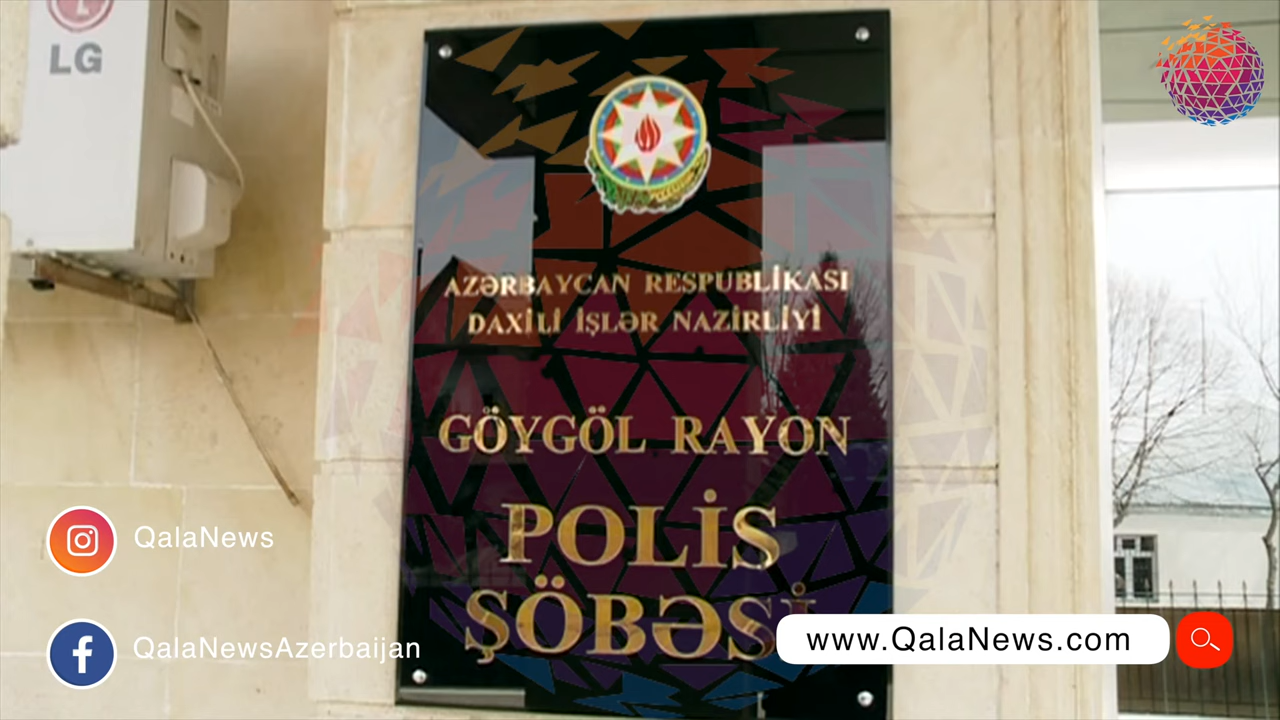 LG
AZƏRBAYCAN RESPUBLİKASI
DAXİLİ İŞLƏR NAZİRLİYİ
GÖYGÖL RAYON
POLİS
ŞÖBƏSİ
QalaNews
QalaNewsAzerbaijan
www.QalaNews.com